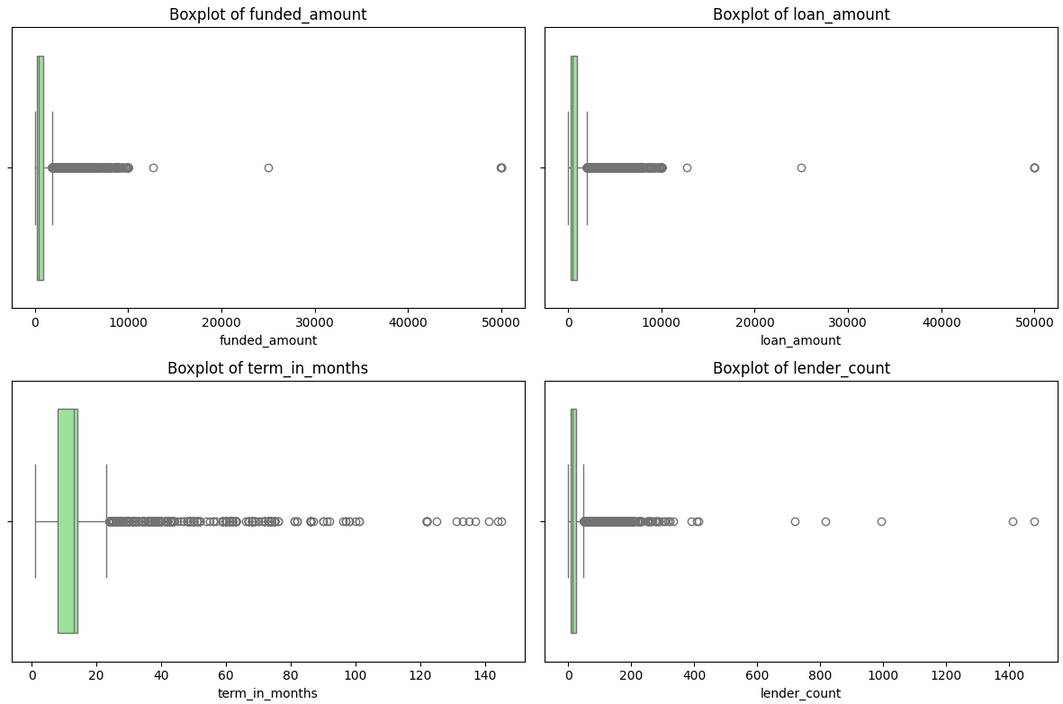 Boxplot of funded_amount
Boxplot of loan_amount
0 10000 20000 30000 40000 50000
0 10000 20000 30000 40000 50000
funded_amount
loan_amount
Boxplot of term_in_months
Boxplot of lender_count
0 20 40 60 80 100 120 140
0 200 400 600 800 1000 1200 1400
term_in_months
lender_count